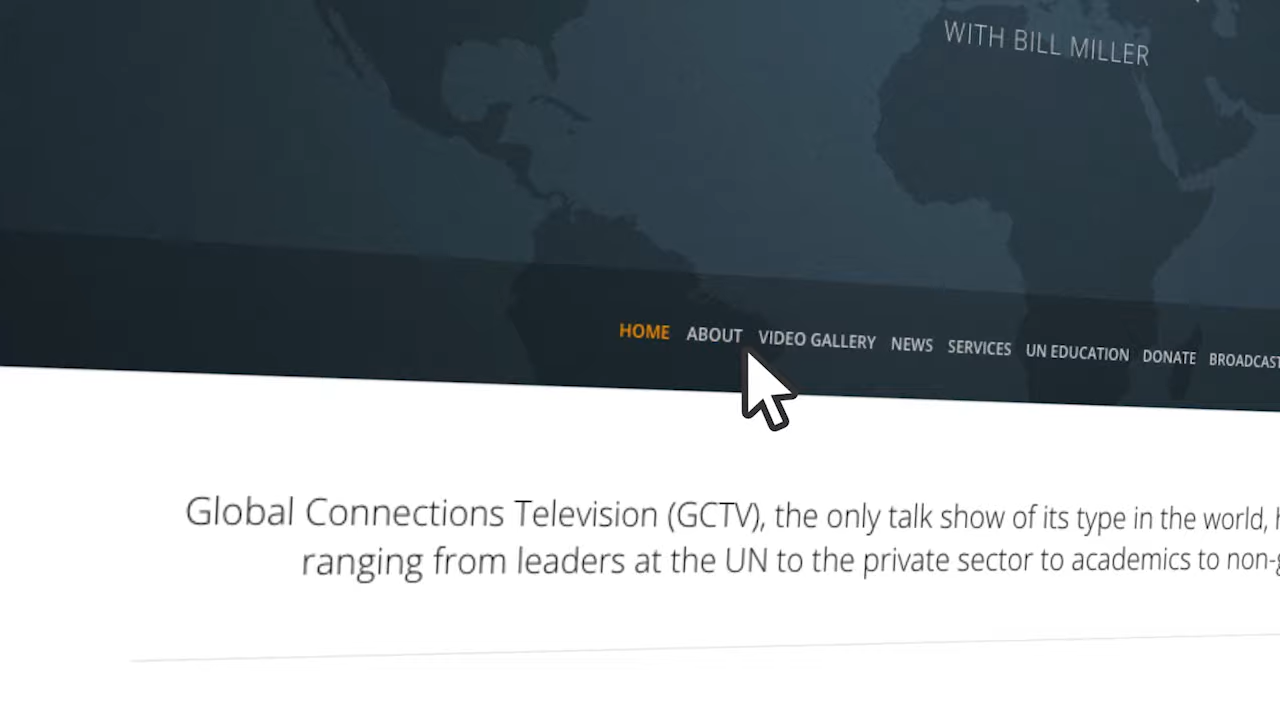 WITH BILL MILLER
HOME ABOUT VIDEO GALLERY NEWS SERVICES UN EDUCATION DONATE BROADCAST
Global Connections Television (GCTV), the only talk show of its type in the world,
ranging from leaders at the UN to the private sector to academics to non-